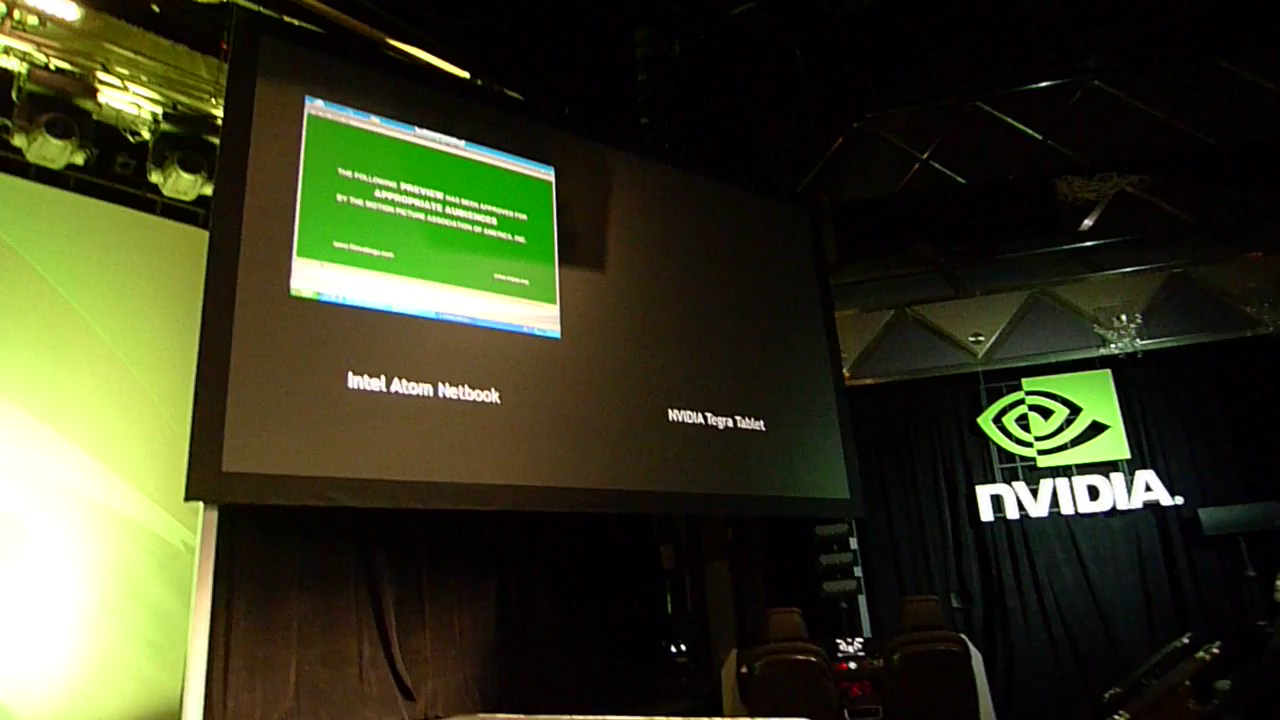 THE FOLLOWING PREVIEW HAS BEEN APPROVED FOR
APPROPRIATE AUDIENCES
BY THE MOTION PICTURE ASSOCIATION OF AMERICA, INC.
Intel Atom Netbook
NVIDIA Tegra Tablet
NVIDIA.